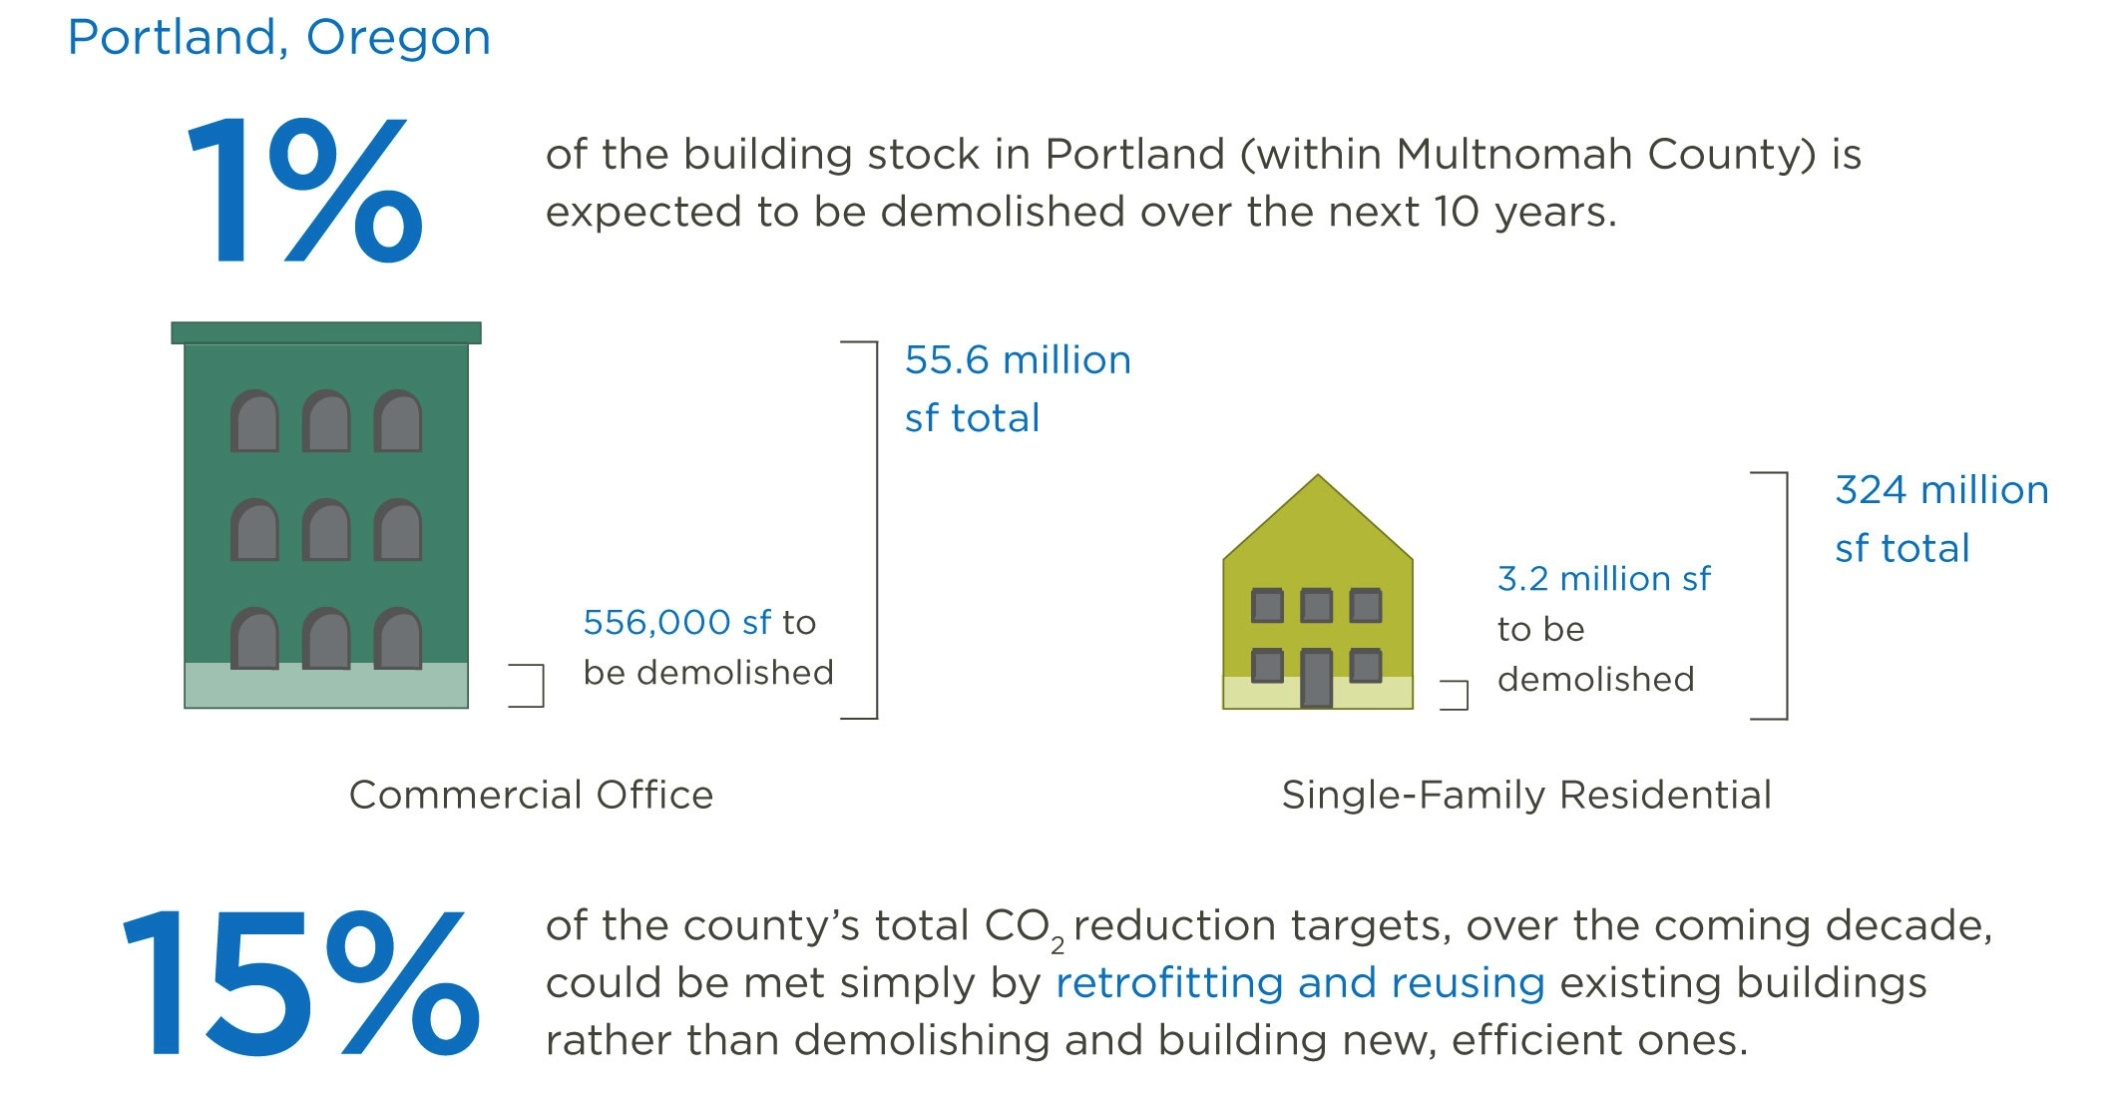 Portland, Oregon
1%
of the building stock in Portland (within Multnomah County) is
expected to be demolished over the next 10 years.
55.6 million
sf total
556,000 sf to
be demolished
Commercial Office
324 million
sf total
3.2 million sf
to be
demolished
Single-Family Residential
15%
of the county’s total CO₂ reduction targets, over the coming decade,
could be met simply by retrofitting and reusing existing buildings
rather than demolishing and building new, efficient ones.